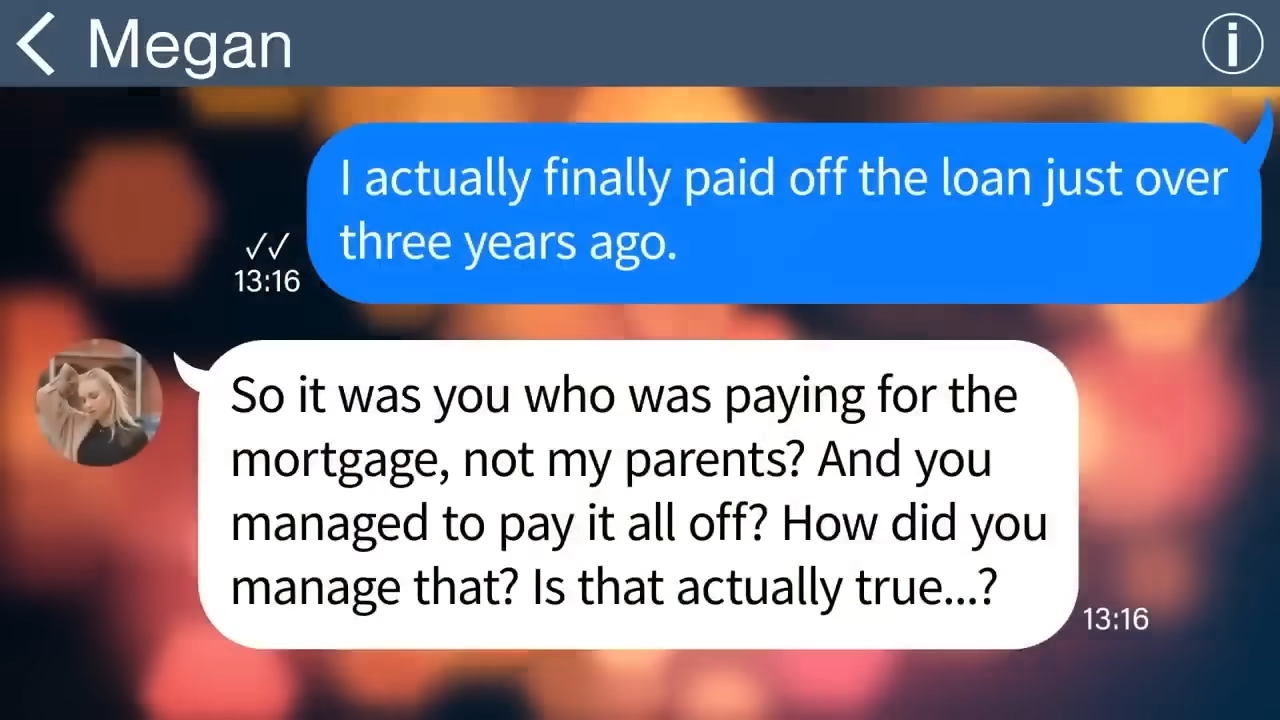 Megan
I actually finally paid off the loan just over
three years ago.
13:16
So it was you who was paying for the
mortgage, not my parents? And you
managed to pay it all off? How did you
manage that? Is that actually true...?
13:16